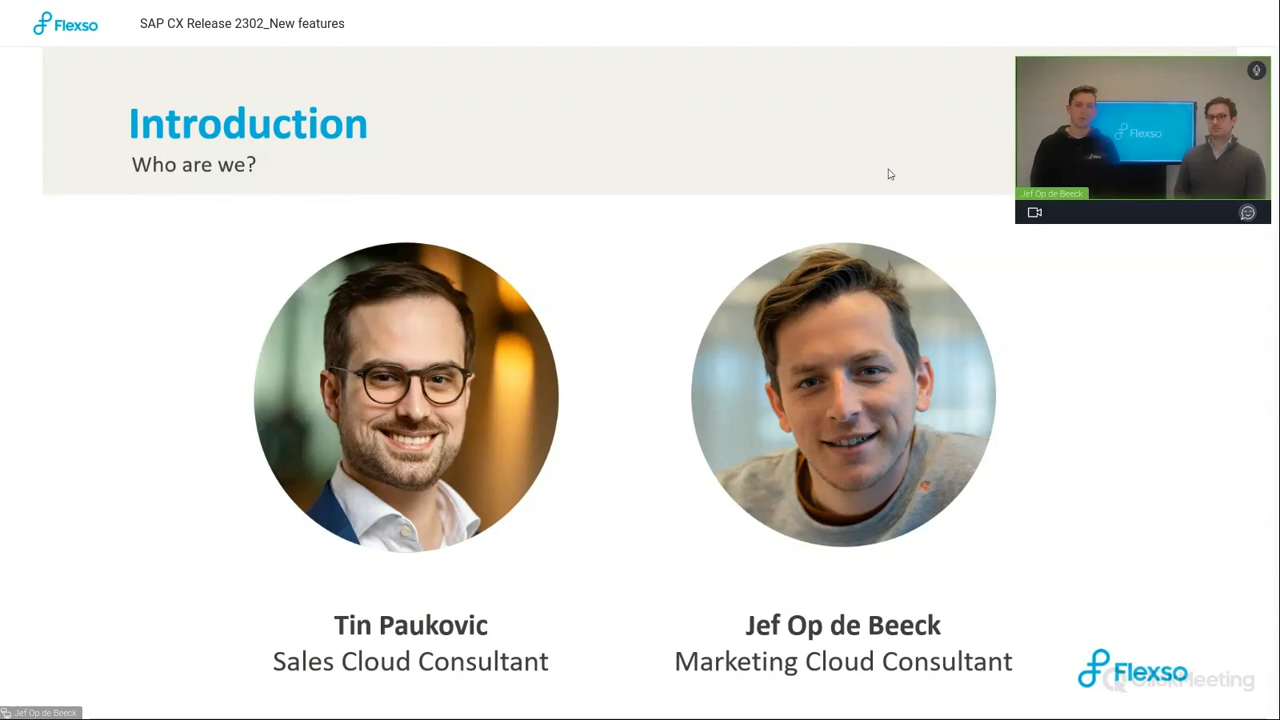 Flexso
SAP CX Release 2302_New features
Introduction
Who are we?
Flexso
Jef Op de Beeck
Tin Paukovic
Sales Cloud Consultant
Jef Op de Beeck
Marketing Cloud Consultant
Flexso
ClickMeeting
Jef Op de Beeck